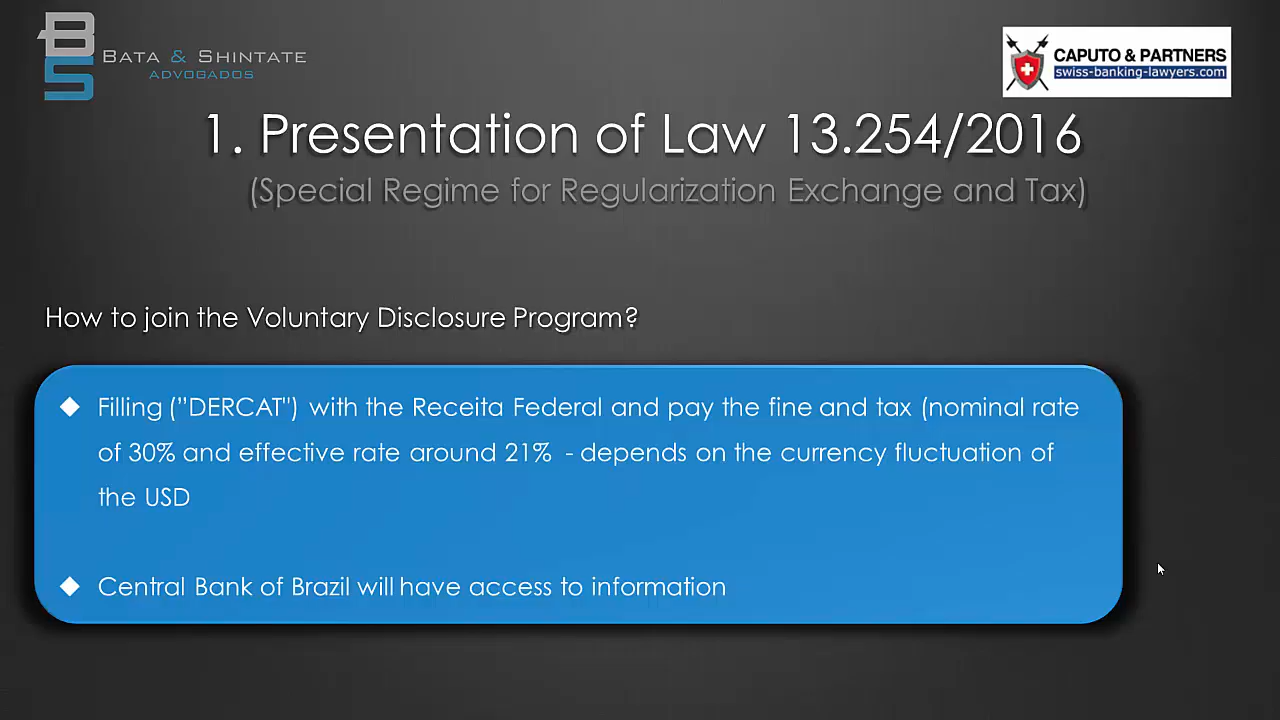 BS
BATA & SHINTATE
ADVOGADOS
CAPUTO & PARTNERS
swiss-banking-lawyers.com
1. Presentation of Law 13.254/2016
(Special Regime for Regularization Exchange and Tax)
How to join the Voluntary Disclosure Program?
Filling (”DERCAT") with the Receita Federal and pay the fine and tax (nominal rate
of 30% and effective rate around 21% - depends on the currency fluctuation of
the USD
Central Bank of Brazil will have access to information